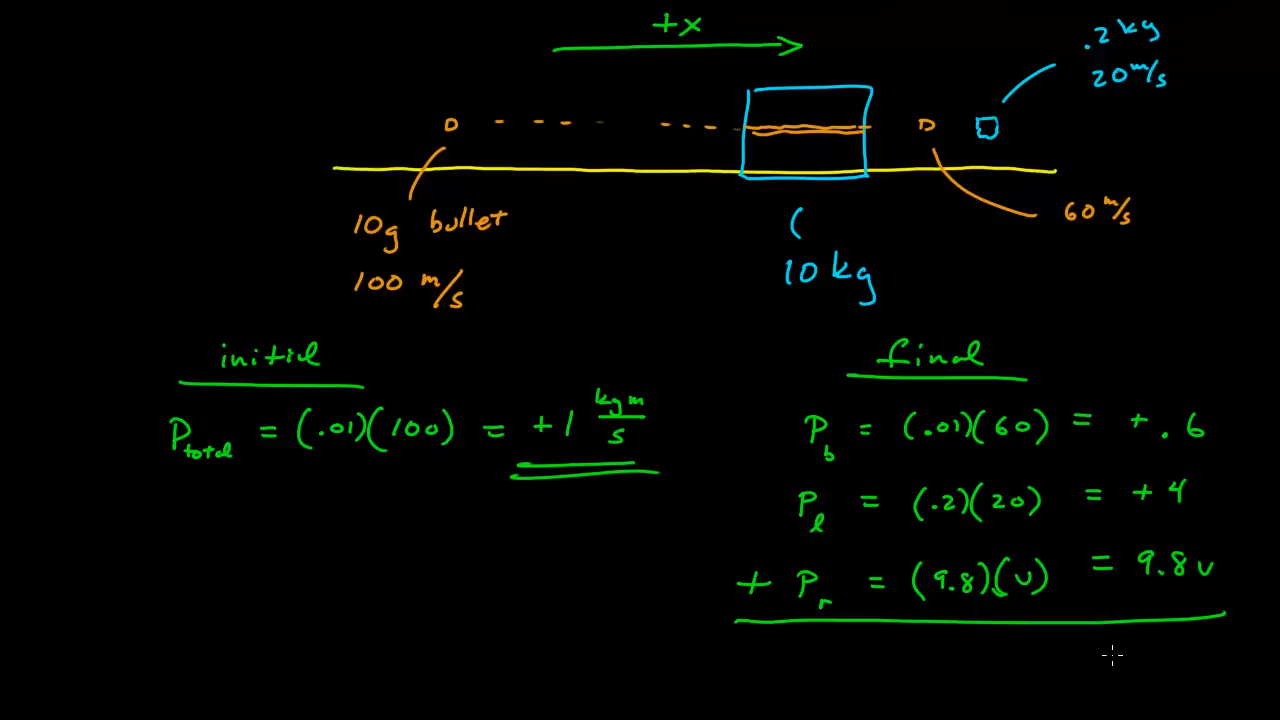 +x
.2 kg
20 m/s
10g bullet
100 m/s
60 m/s
10 kg
initial
P_total = (.01)(100) = +1 kg m/s
final
P_b = (.01)(60) = +.6
P_l = (.2)(20) = +4
+ P_r = (9.8)(v) = 9.8v